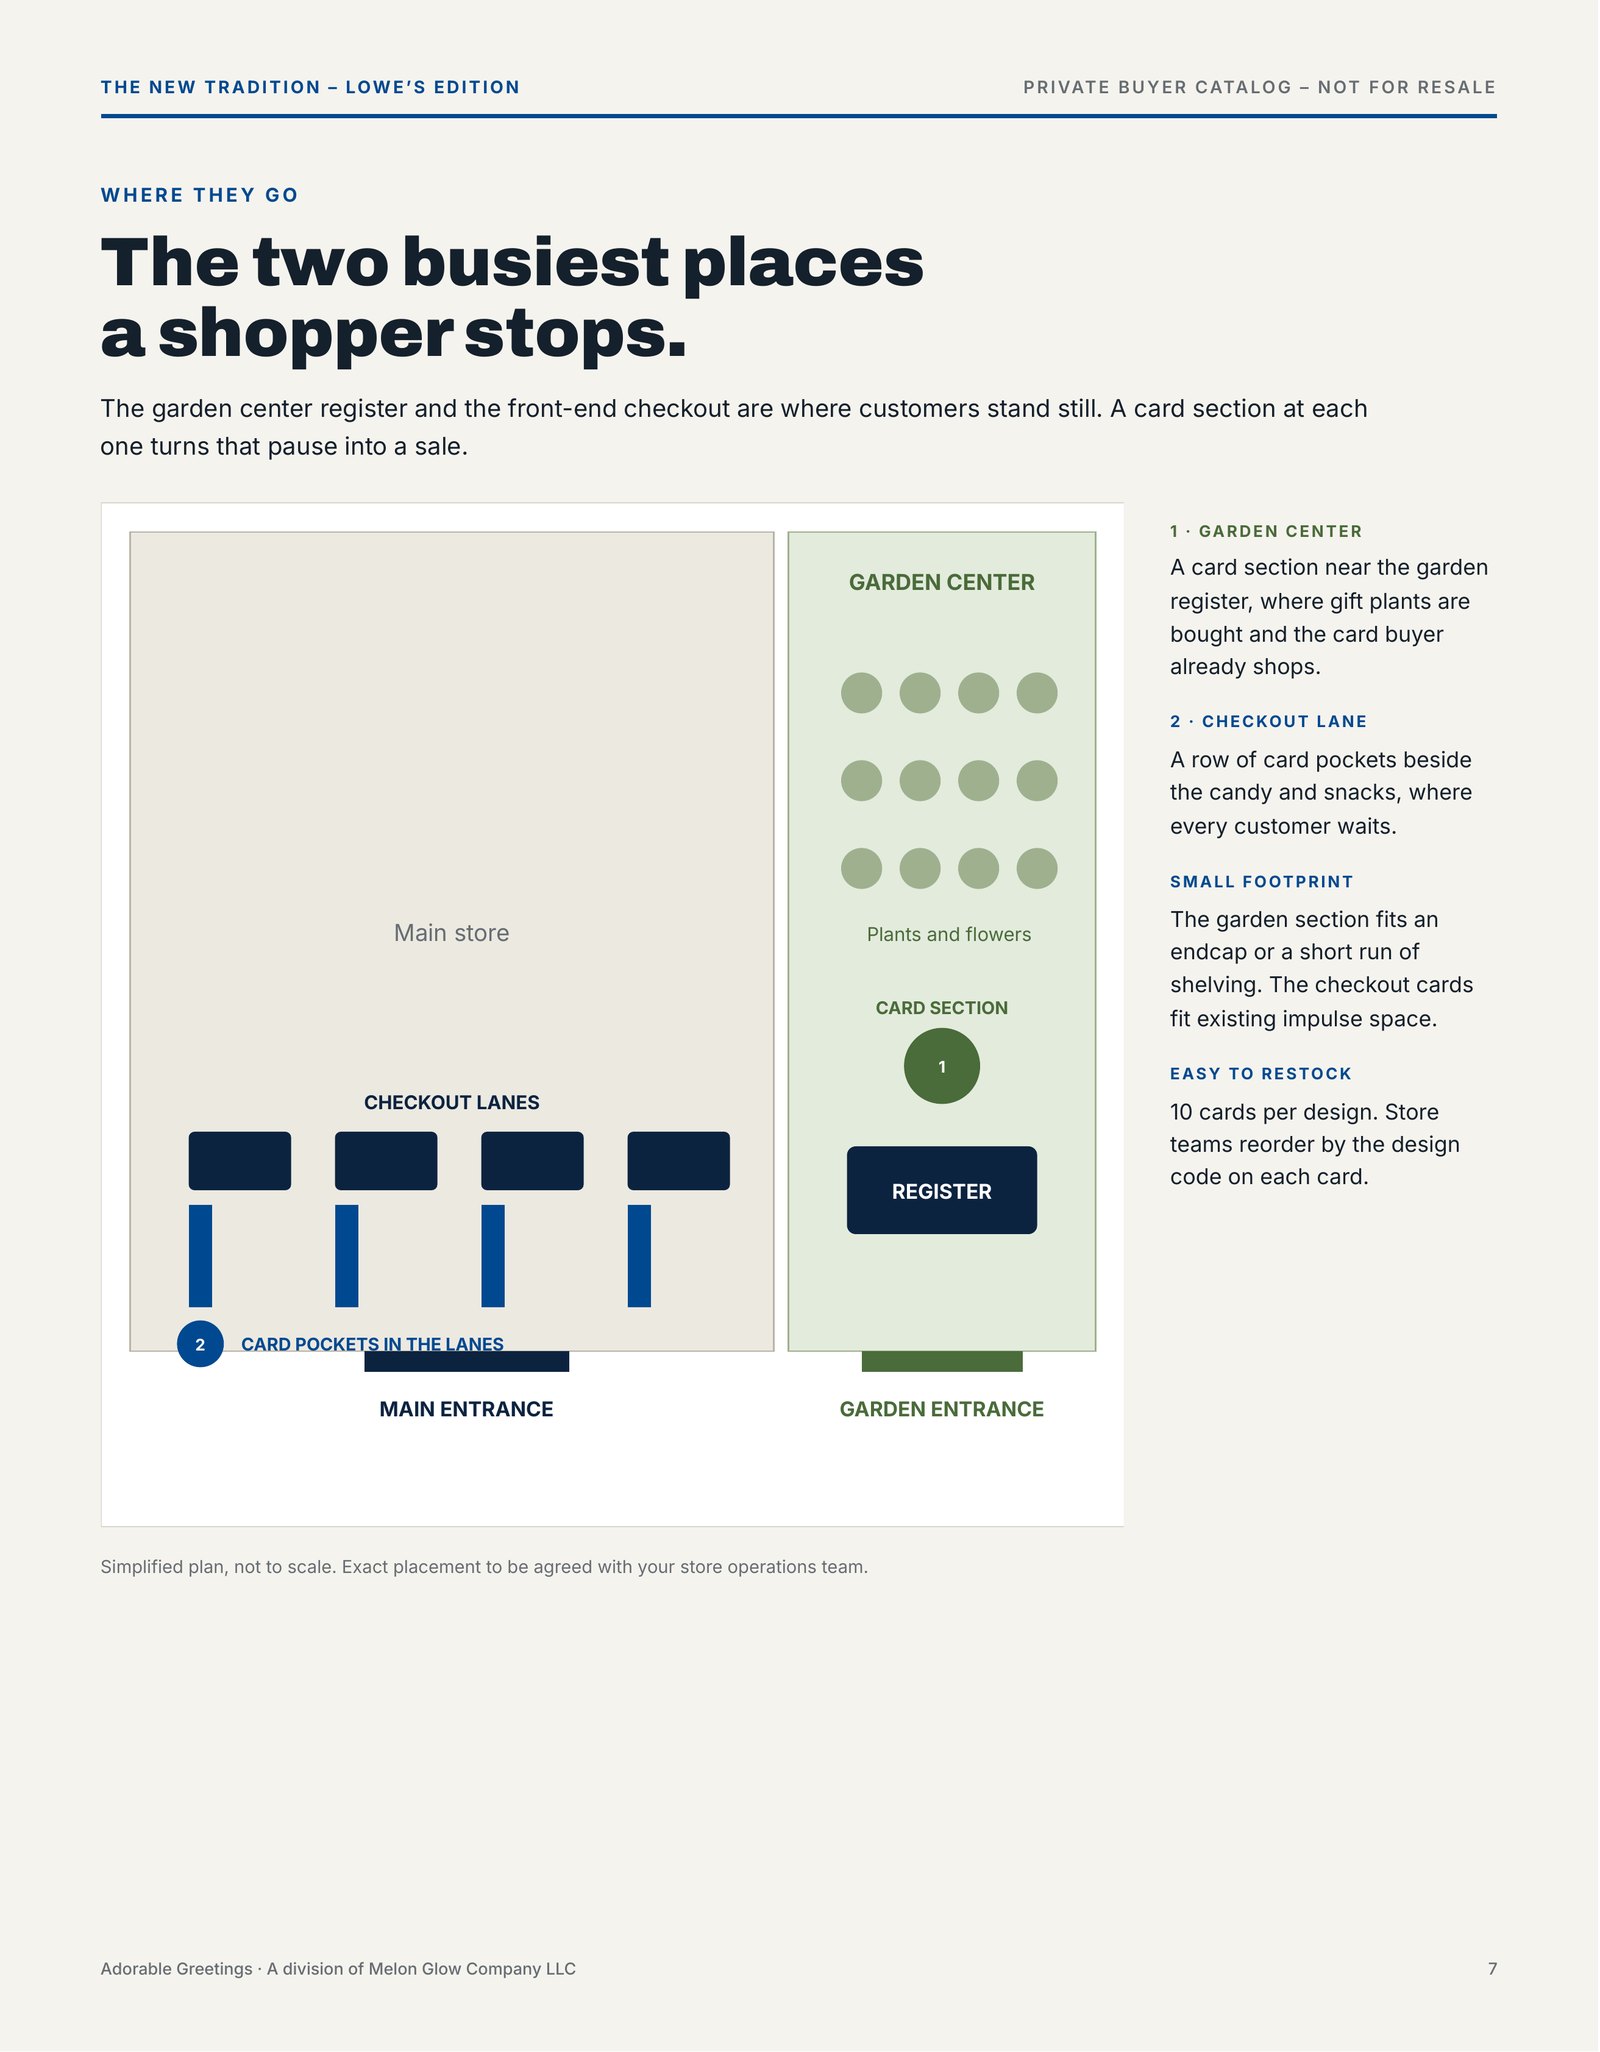 THE NEW TRADITION – LOWE’S EDITION
PRIVATE BUYER CATALOG – NOT FOR RESALE
WHERE THEY GO
The two busiest places
a shopper stops.
The garden center register and the front-end checkout are where customers stand still. A card section at each
one turns that pause into a sale.
Main store
CHECKOUT LANES
2
CARD POCKETS IN THE LANES
MAIN ENTRANCE
GARDEN CENTER
Plants and flowers
CARD SECTION
1
REGISTER
GARDEN ENTRANCE
1 · GARDEN CENTER
A card section near the garden
register, where gift plants are
bought and the card buyer
already shops.
2 · CHECKOUT LANE
A row of card pockets beside
the candy and snacks, where
every customer waits.
SMALL FOOTPRINT
The garden section fits an
endcap or a short run of
shelving. The checkout cards
fit existing impulse space.
EASY TO RESTOCK
10 cards per design. Store
teams reorder by the design
code on each card.
Simplified plan, not to scale. Exact placement to be agreed with your store operations team.
Adorable Greetings · A division of Melon Glow Company LLC
7